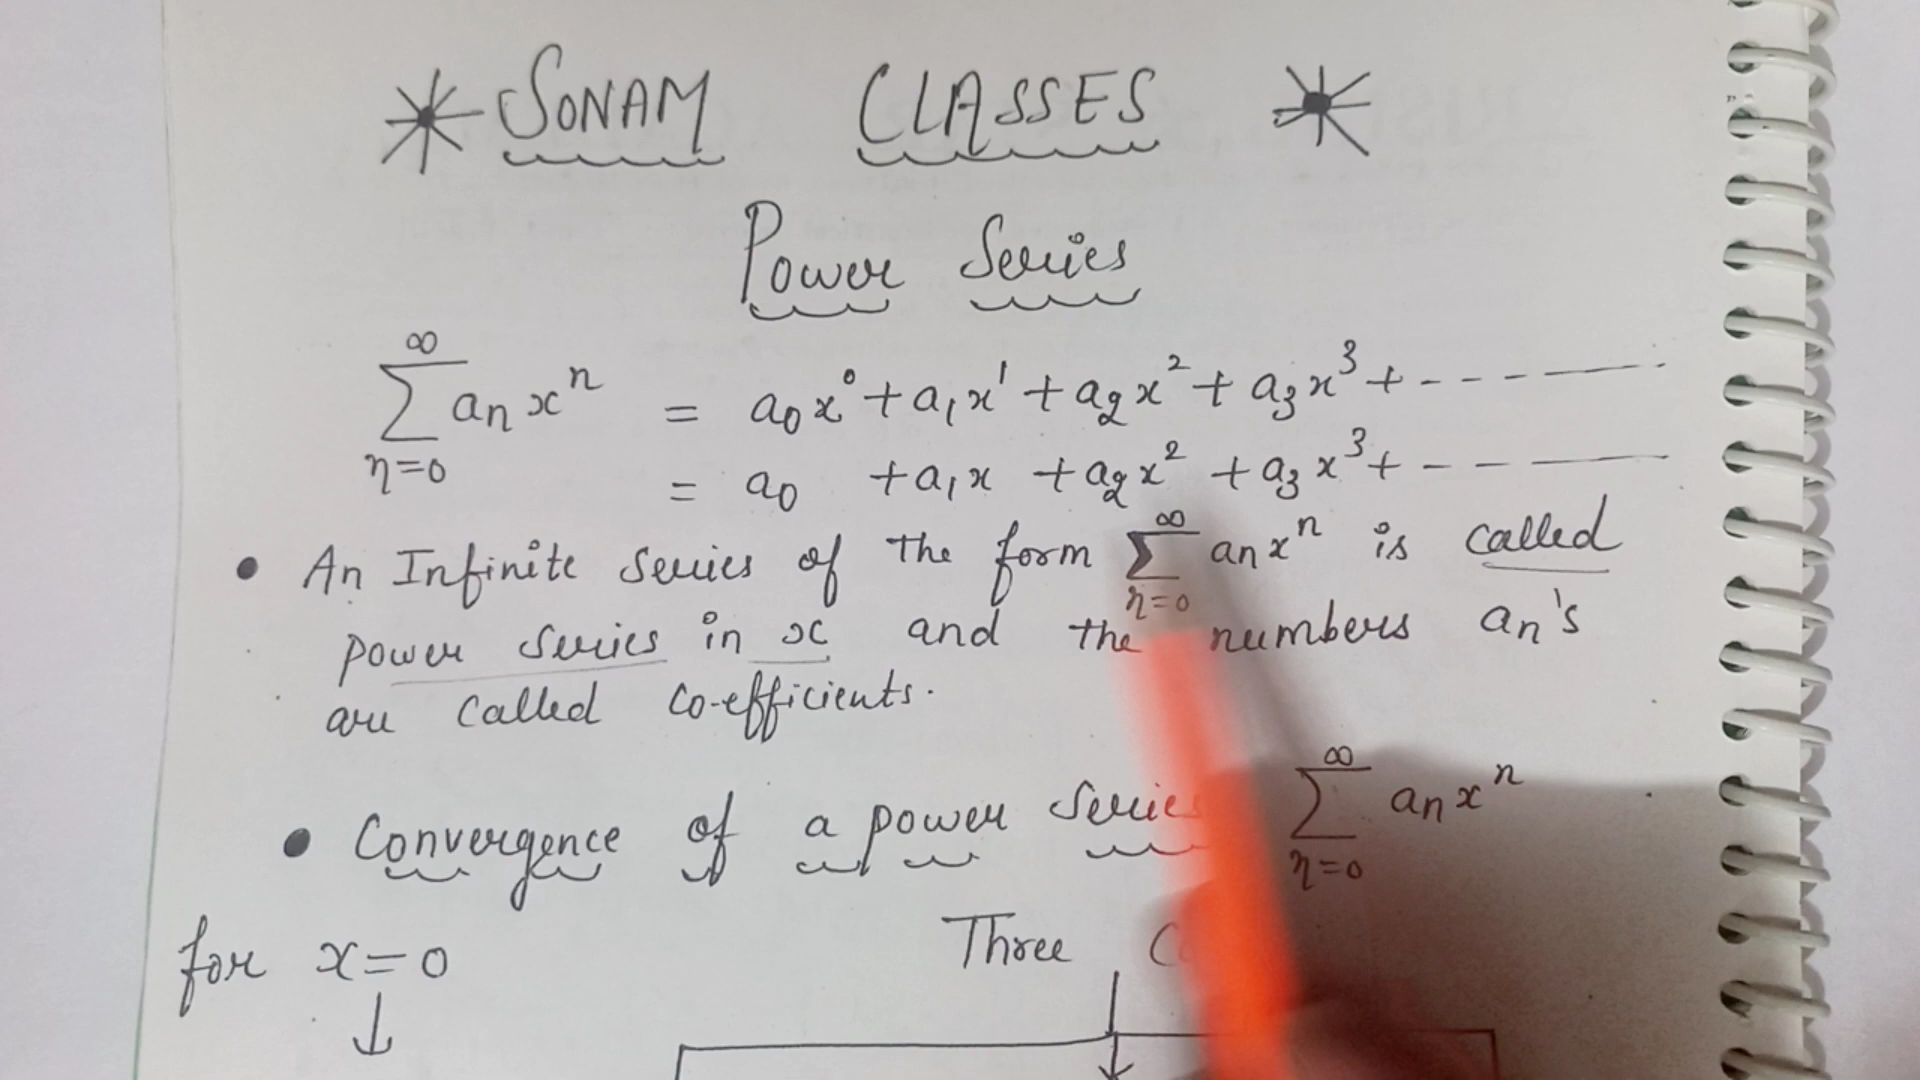 SONAM CLASSES
Power Series
∑_{n=0}^{∞} aₙxⁿ = a₀x⁰ + a₁x¹ + a₂x² + a₃x³ + - - - -
= a₀ + a₁x + a₂x² + a₃x³ + - - -
• An Infinite Series of the form ∑_{n=0}^{∞} aₙxⁿ is called
power series in x and the numbers aₙ's
are called co-efficients.
• Convergence of a power series ∑_{n=0}^{∞} aₙxⁿ
for x=0 Three